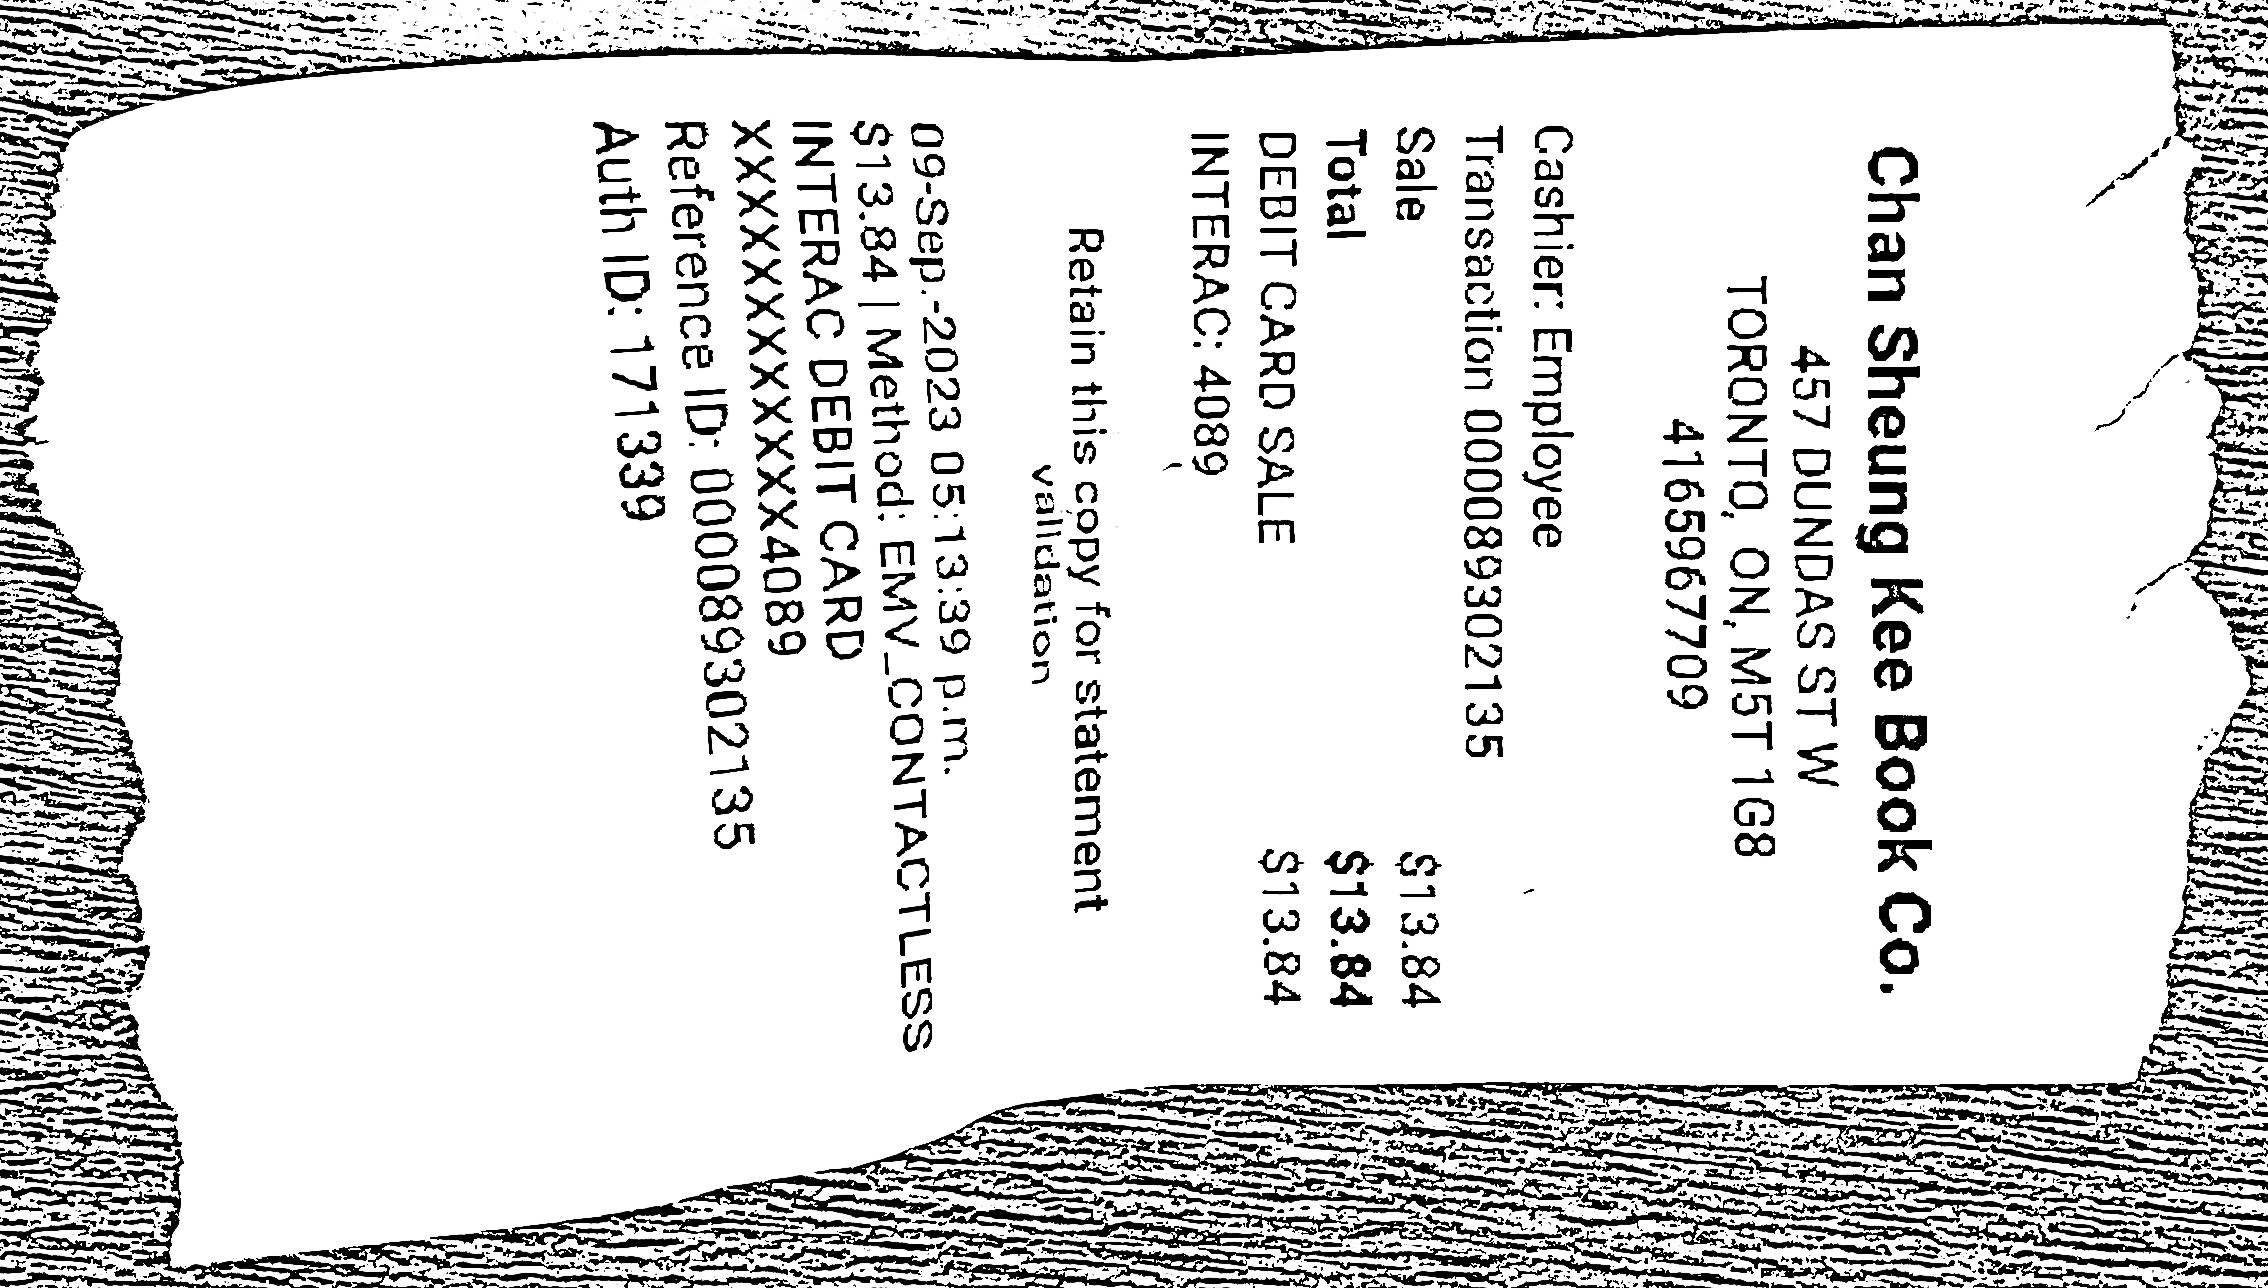 Chan Sheung Kee Book Co.
457 DUNDAS ST W
TORONTO, ON, M5T 1G8
4165967709
Cashier: Employee
Transaction 000089302135
Sale $13.84
Total $13.84
DEBIT CARD SALE $13.84
INTERAC: 4089
Retain this copy for statement
validation
09-Sep.-2023 05:13:39 p.m.
$13.84 | Method: EMV_CONTACTLESS
INTERAC DEBIT CARD
XXXXXXXXXXXX4089
Reference ID: 000089302135
Auth ID: 171339